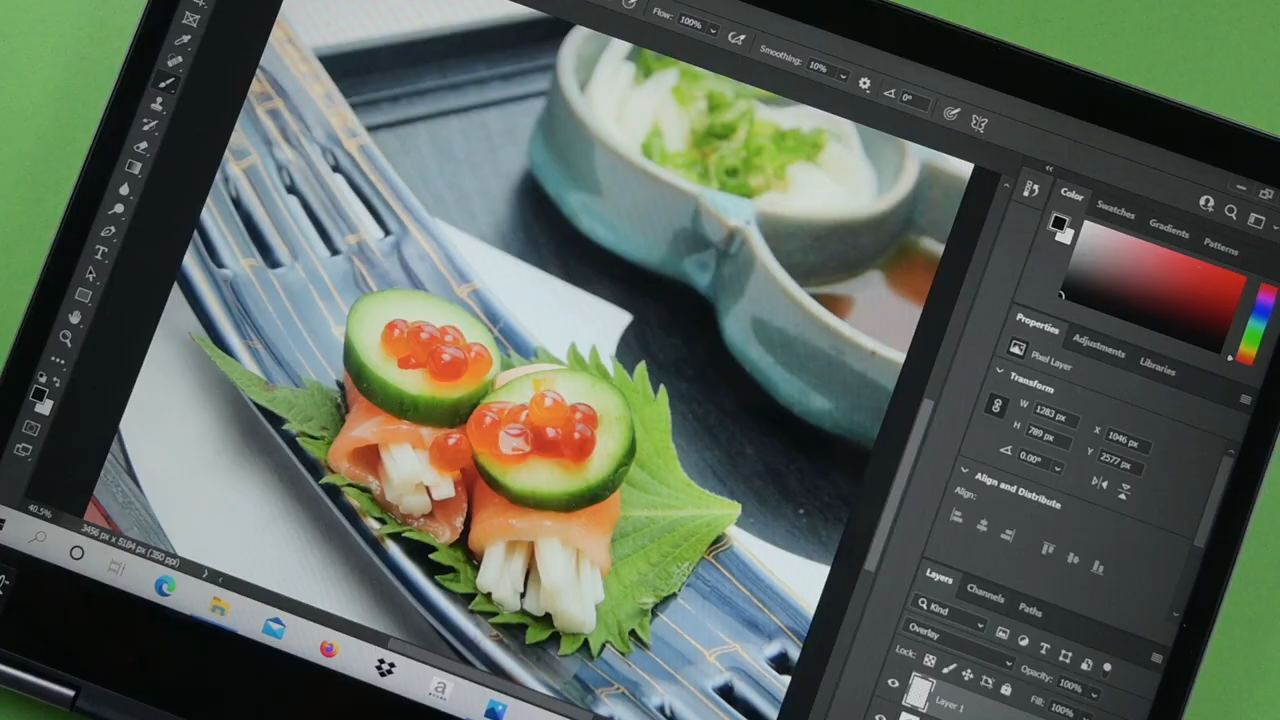 Flow: 100%
Smoothing: 10%
0°
Color
Swatches
Gradients
Patterns
Properties
Adjustments
Libraries
Pixel Layer
Transform
W 1283 px
X 1046 px
H 789 px
Y 2577 px
0.00°
Align and Distribute
Align:
Layers
Channels
Paths
Kind
Overlay
Opacity: 100%
Lock:
Fill: 100%
Layer 1
40.5%
3456 px x 5184 px (350 ppi)
a